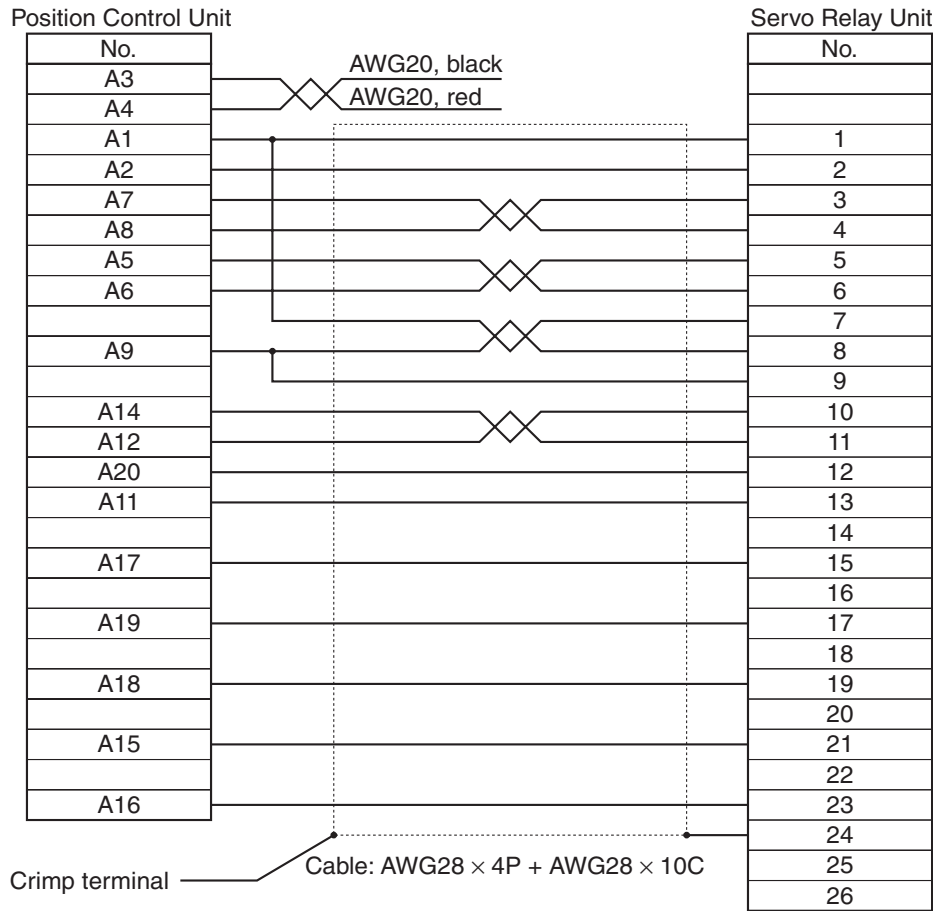 Position Control Unit Servo Relay Unit
No. No.
A3 AWG20, black
A4 AWG20, red
A1 1
A2 2
A7 3
A8 4
A5 5
A6 6
7
A9 8
9
A14 10
A12 11
A20 12
A11 13
14
A17 15
16
A19 17
18
A18 19
20
A15 21
22
A16 23
24
Crimp terminal Cable: AWG28 × 4P + AWG28 × 10C 25
26